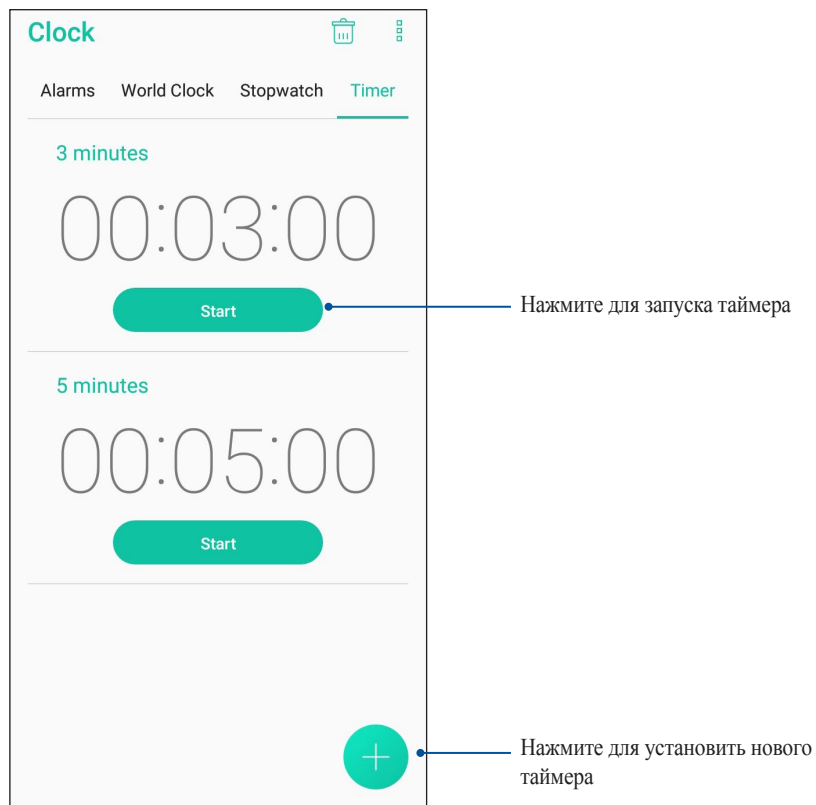 Clock
Alarms World Clock Stopwatch Timer
3 minutes
00:03:00
Start
Нажмите для запуска таймера
5 minutes
00:05:00
Start
Нажмите для установить нового
таймера